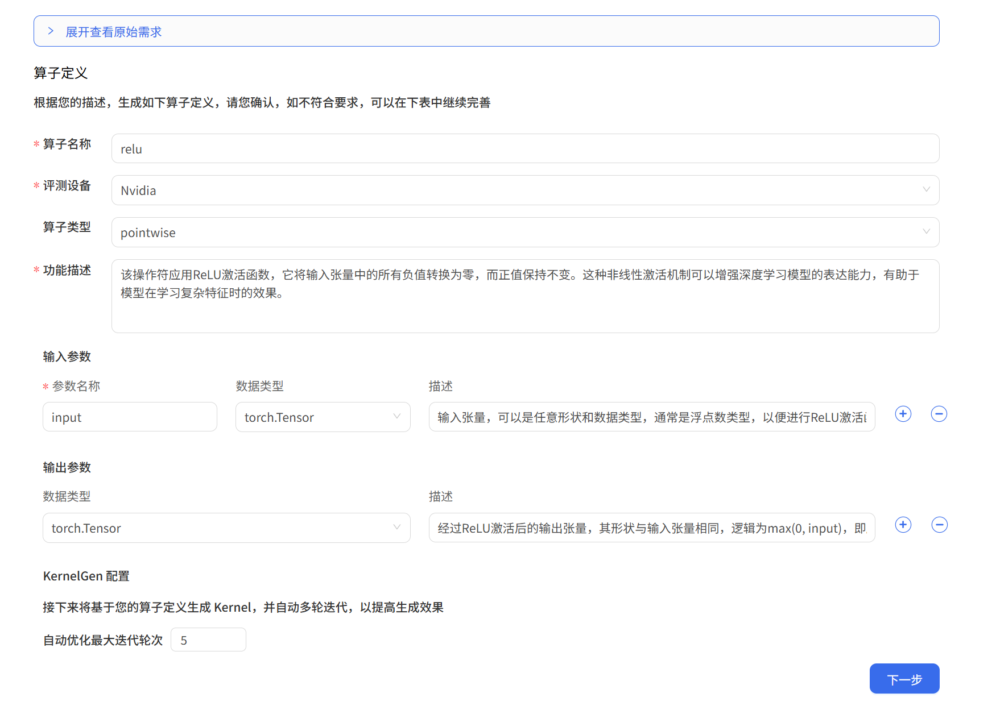 展开查看原始需求
算子定义
根据您的描述，生成如下算子定义，请您确认，如不符合要求，可以在下表中继续完善
* 算子名称
relu
* 评测设备
Nvidia
算子类型
pointwise
* 功能描述
该操作符应用ReLU激活函数，它将输入张量中的所有负值转换为零，而正值保持不变。这种非线性激活机制可以增强深度学习模型的表达能力，有助于
模型在学习复杂特征时的效果。
输入参数
* 参数名称 数据类型 描述
input torch.Tensor 输入张量，可以是任意形状和数据类型，通常是浮点数类型，以便进行ReLU激活
输出参数
数据类型 描述
torch.Tensor 经过ReLU激活后的输出张量，其形状与输入张量相同，逻辑为max(0, input)，即
KernelGen 配置
接下来将基于您的算子定义生成 Kernel，并自动多轮迭代，以提高生成效果
自动优化最大迭代轮次 5
下一步